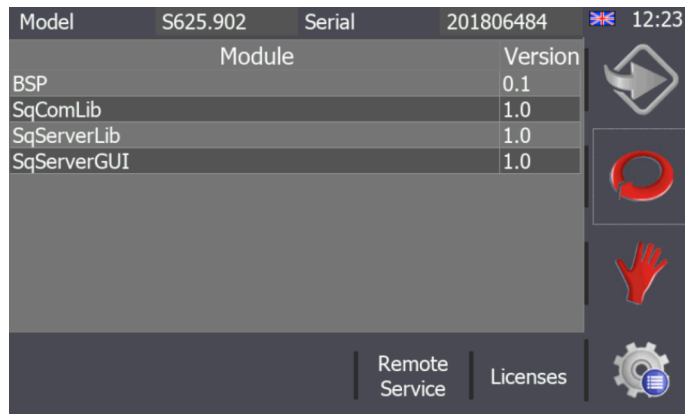 Model S625.902 Serial 201806484 12:23
Module Version
BSP 0.1
SqComLib 1.0
SqServerLib 1.0
SqServerGUI 1.0
Remote
Service
Licenses